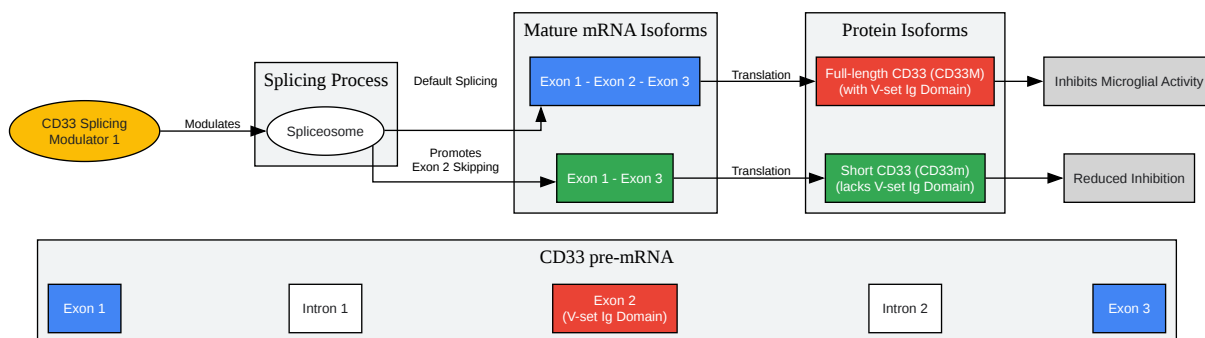 Mature mRNA Isoforms
Protein Isoforms
Splicing Process
Default Splicing
Exon 1 - Exon 2 - Exon 3
Translation
Full-length CD33 (CD33M)
(with V-set Ig Domain)
Inhibits Microglial Activity
CD33 Splicing
Modulator 1
Modulates
Spliceosome
Promotes
Exon 2 Skipping
Exon 1 - Exon 3
Translation
Short CD33 (CD33m)
(lacks V-set Ig Domain)
Reduced Inhibition
CD33 pre-mRNA
Exon 1
Intron 1
Exon 2
(V-set Ig Domain)
Intron 2
Exon 3